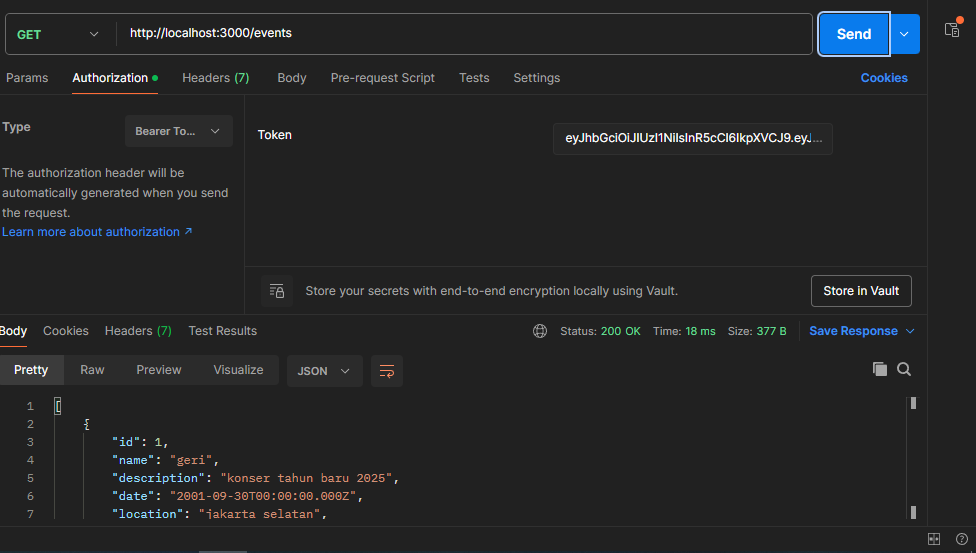 GET http://localhost:3000/events Send
Params Authorization Headers (7) Body Pre-request Script Tests Settings Cookies
Type Bearer To...
Token eyJhbGciOiJIUzI1NiIsInR5cCI6IkpXVCJ9.eyJ...
The authorization header will be
automatically generated when you send
the request.
Learn more about authorization ↗
Store your secrets with end-to-end encryption locally using Vault. Store in Vault
Body Cookies Headers (7) Test Results Status: 200 OK Time: 18 ms Size: 377 B Save Response
Pretty Raw Preview Visualize JSON
1 [
2 {
3 "id": 1,
4 "name": "geri",
5 "description": "konser tahun baru 2025",
6 "date": "2001-09-30T00:00:00.000Z",
7 "location": "jakarta selatan",